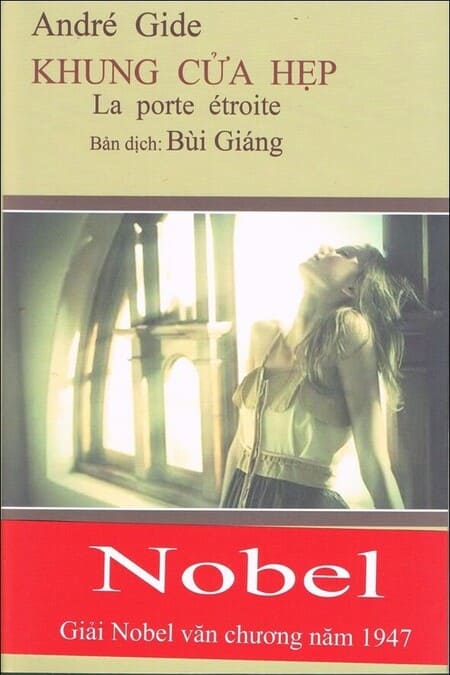 André Gide
KHUNG CỬA HẸP
La porte étroite
Bản dịch: Bùi Giáng
Nobel
Giải Nobel văn chương năm 1947